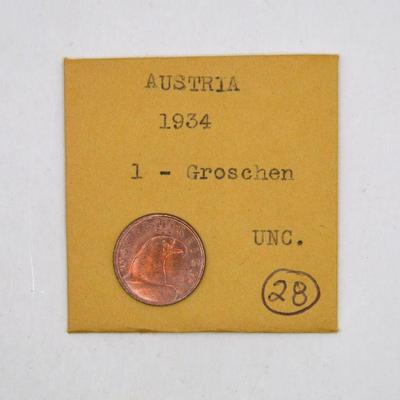 AUSTRIA
1934
1 - Groschen
UNC.
28